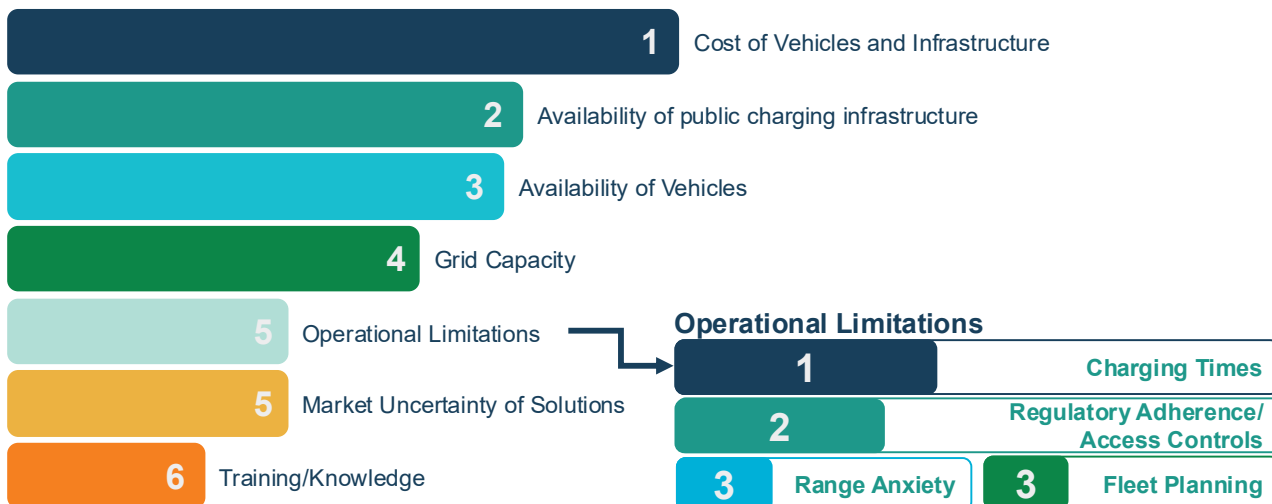 1 Cost of Vehicles and Infrastructure
2 Availability of public charging infrastructure
3 Availability of Vehicles
4 Grid Capacity
5 Operational Limitations
5 Market Uncertainty of Solutions
6 Training/Knowledge
Operational Limitations
1 Charging Times
2 Regulatory Adherence/
Access Controls
3 Range Anxiety
3 Fleet Planning